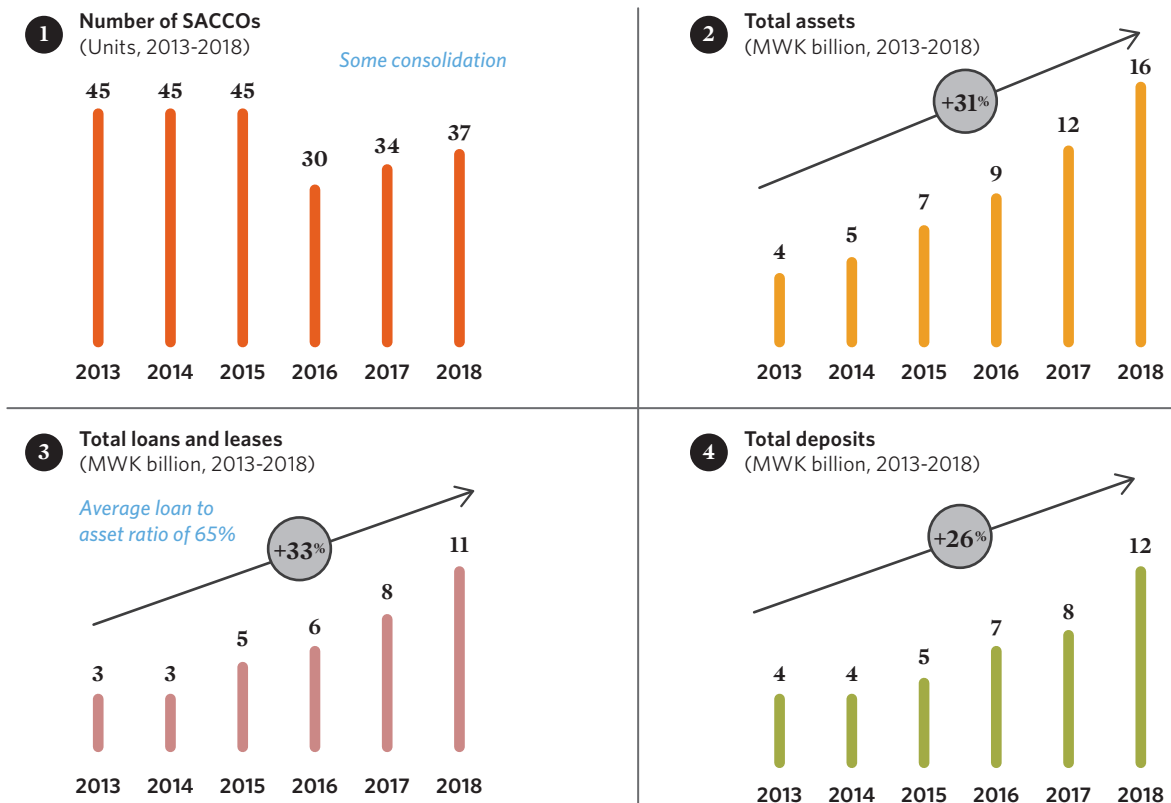 1
Number of SACCOs
(Units, 2013-2018)
Some consolidation
45 45 45 30 34 37
2013 2014 2015 2016 2017 2018
2
Total assets
(MWK billion, 2013-2018)
+31%
4 5 7 9 12 16
2013 2014 2015 2016 2017 2018
3
Total loans and leases
(MWK billion, 2013-2018)
Average loan to
asset ratio of 65%
+33%
3 3 5 6 8 11
2013 2014 2015 2016 2017 2018
4
Total deposits
(MWK billion, 2013-2018)
+26%
4 4 5 7 8 12
2013 2014 2015 2016 2017 2018